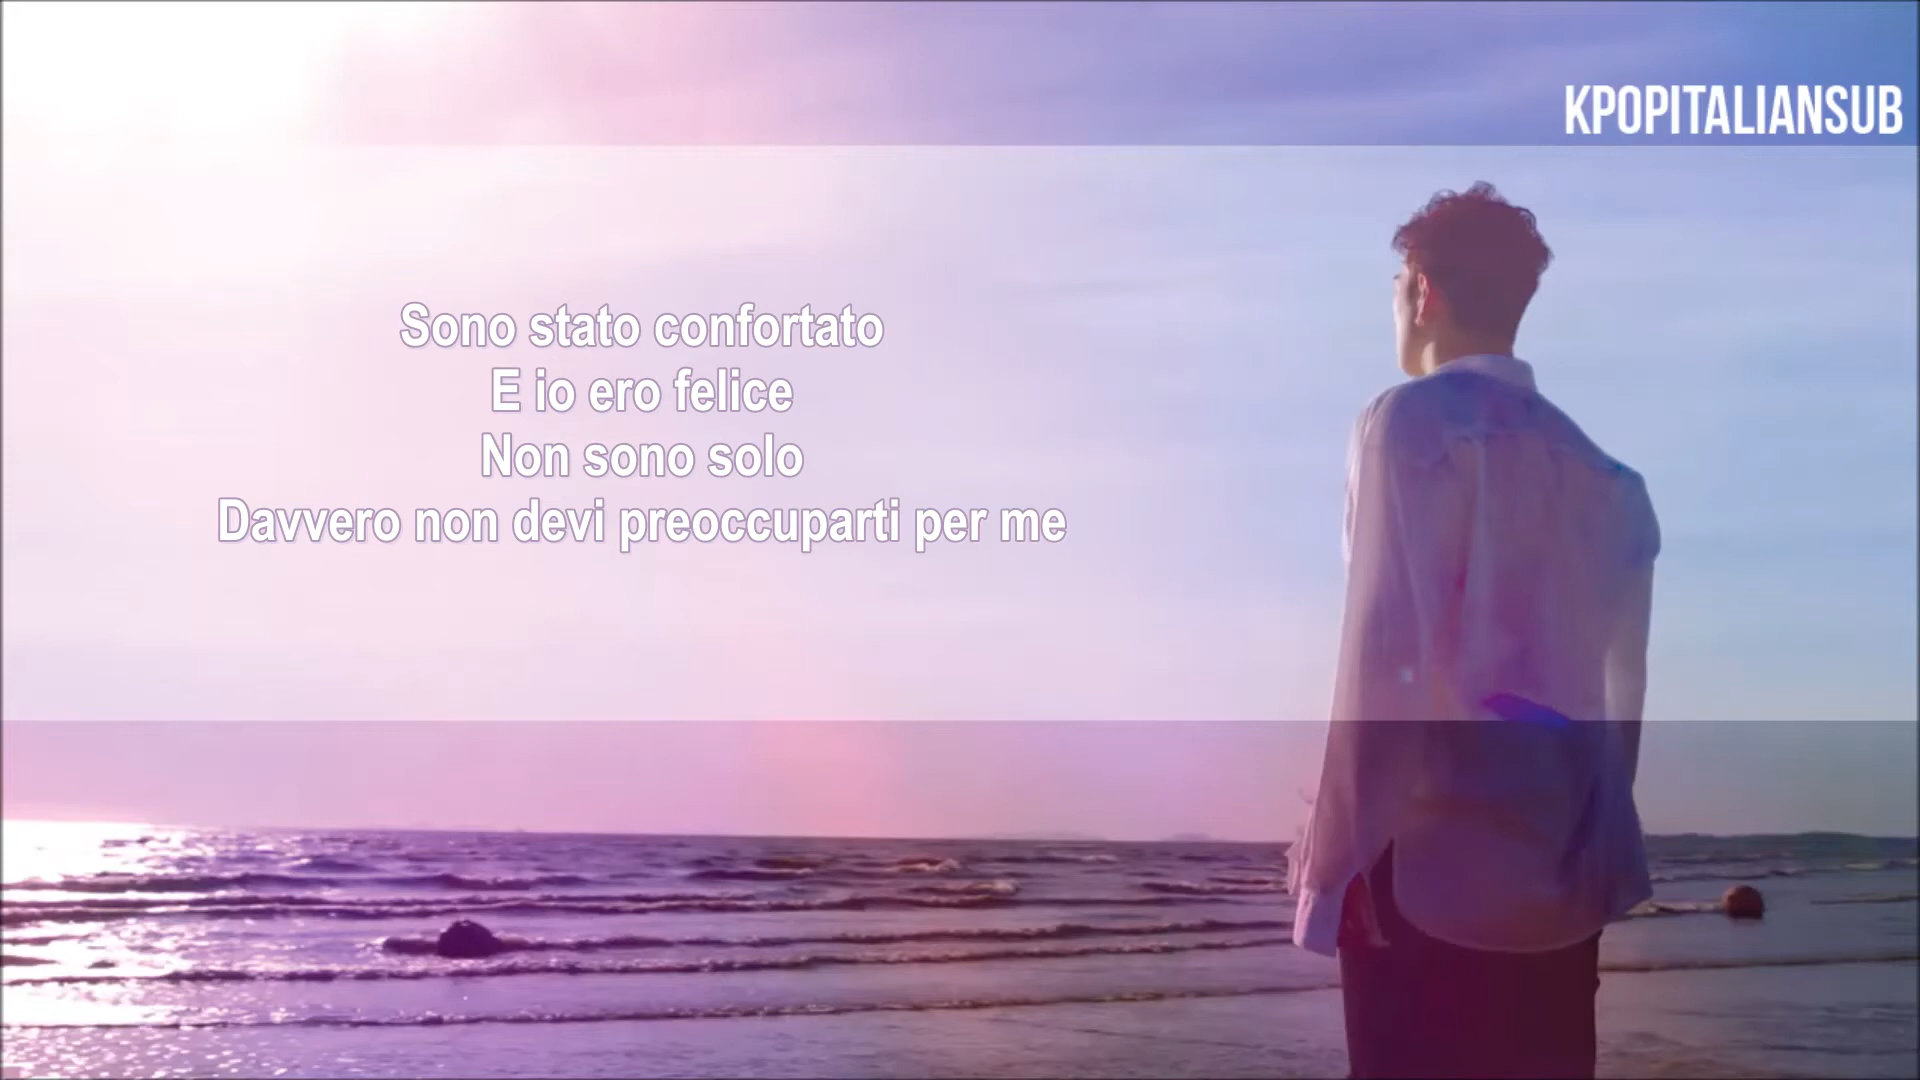 KPOPITALIANSUB
Sono stato confortato
E io ero felice
Non sono solo
Davvero non devi preoccuparti per me